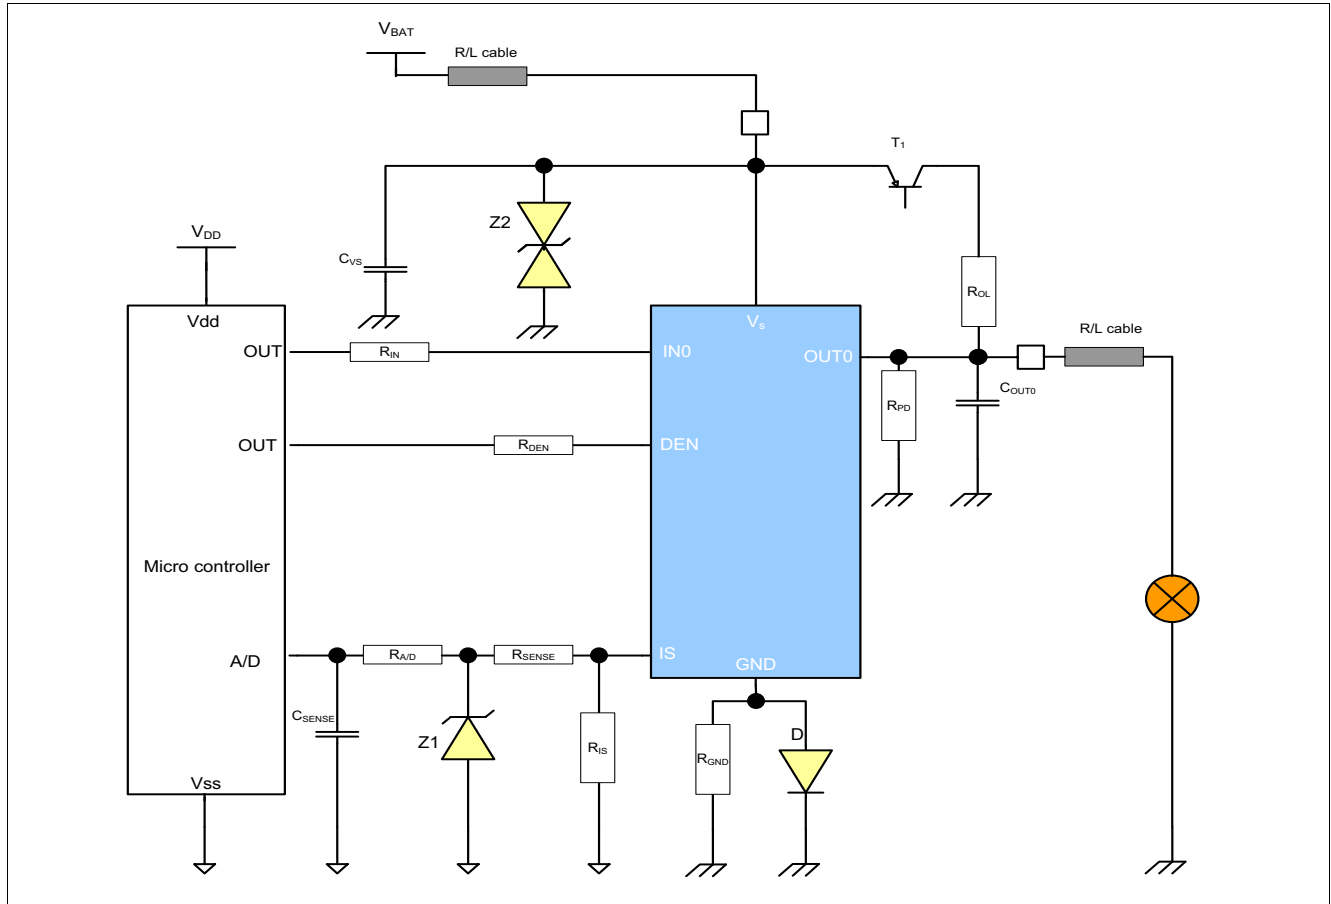 VBAT
R/L cable
T1
Z2
VDD
CVS
ROL
Vdd
Vs
R/L cable
OUT
RIN
IN0
OUT0
COUT0
RPD
OUT
RDEN
DEN
Micro controller
A/D
RA/D
RSENSE
IS
GND
CSENSE
Z1
RIS
RGND
D
Vss